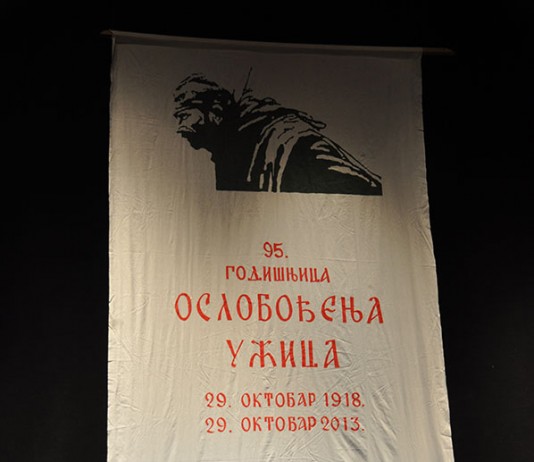 95.
ГОДИШЊИЦА
ОСЛОБОЂЕЊА
УЖИЦА
29. ОКТОБАР 1918.
29. ОКТОБАР 2013.